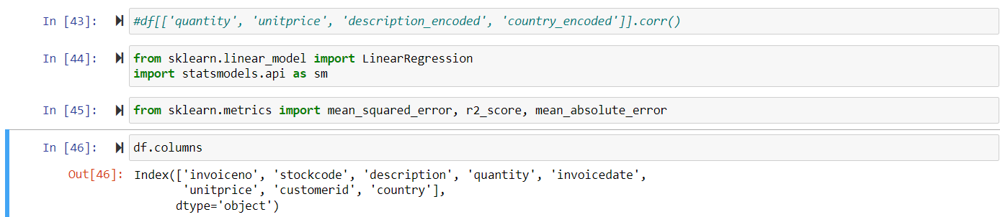 In [43]: #df[['quantity', 'unitprice', 'description_encoded', 'country_encoded']].corr()
In [44]: from sklearn.linear_model import LinearRegression
import statsmodels.api as sm
In [45]: from sklearn.metrics import mean_squared_error, r2_score, mean_absolute_error
In [46]: df.columns
Out[46]: Index(['invoiceno', 'stockcode', 'description', 'quantity', 'invoicedate',
'unitprice', 'customerid', 'country'],
dtype='object')